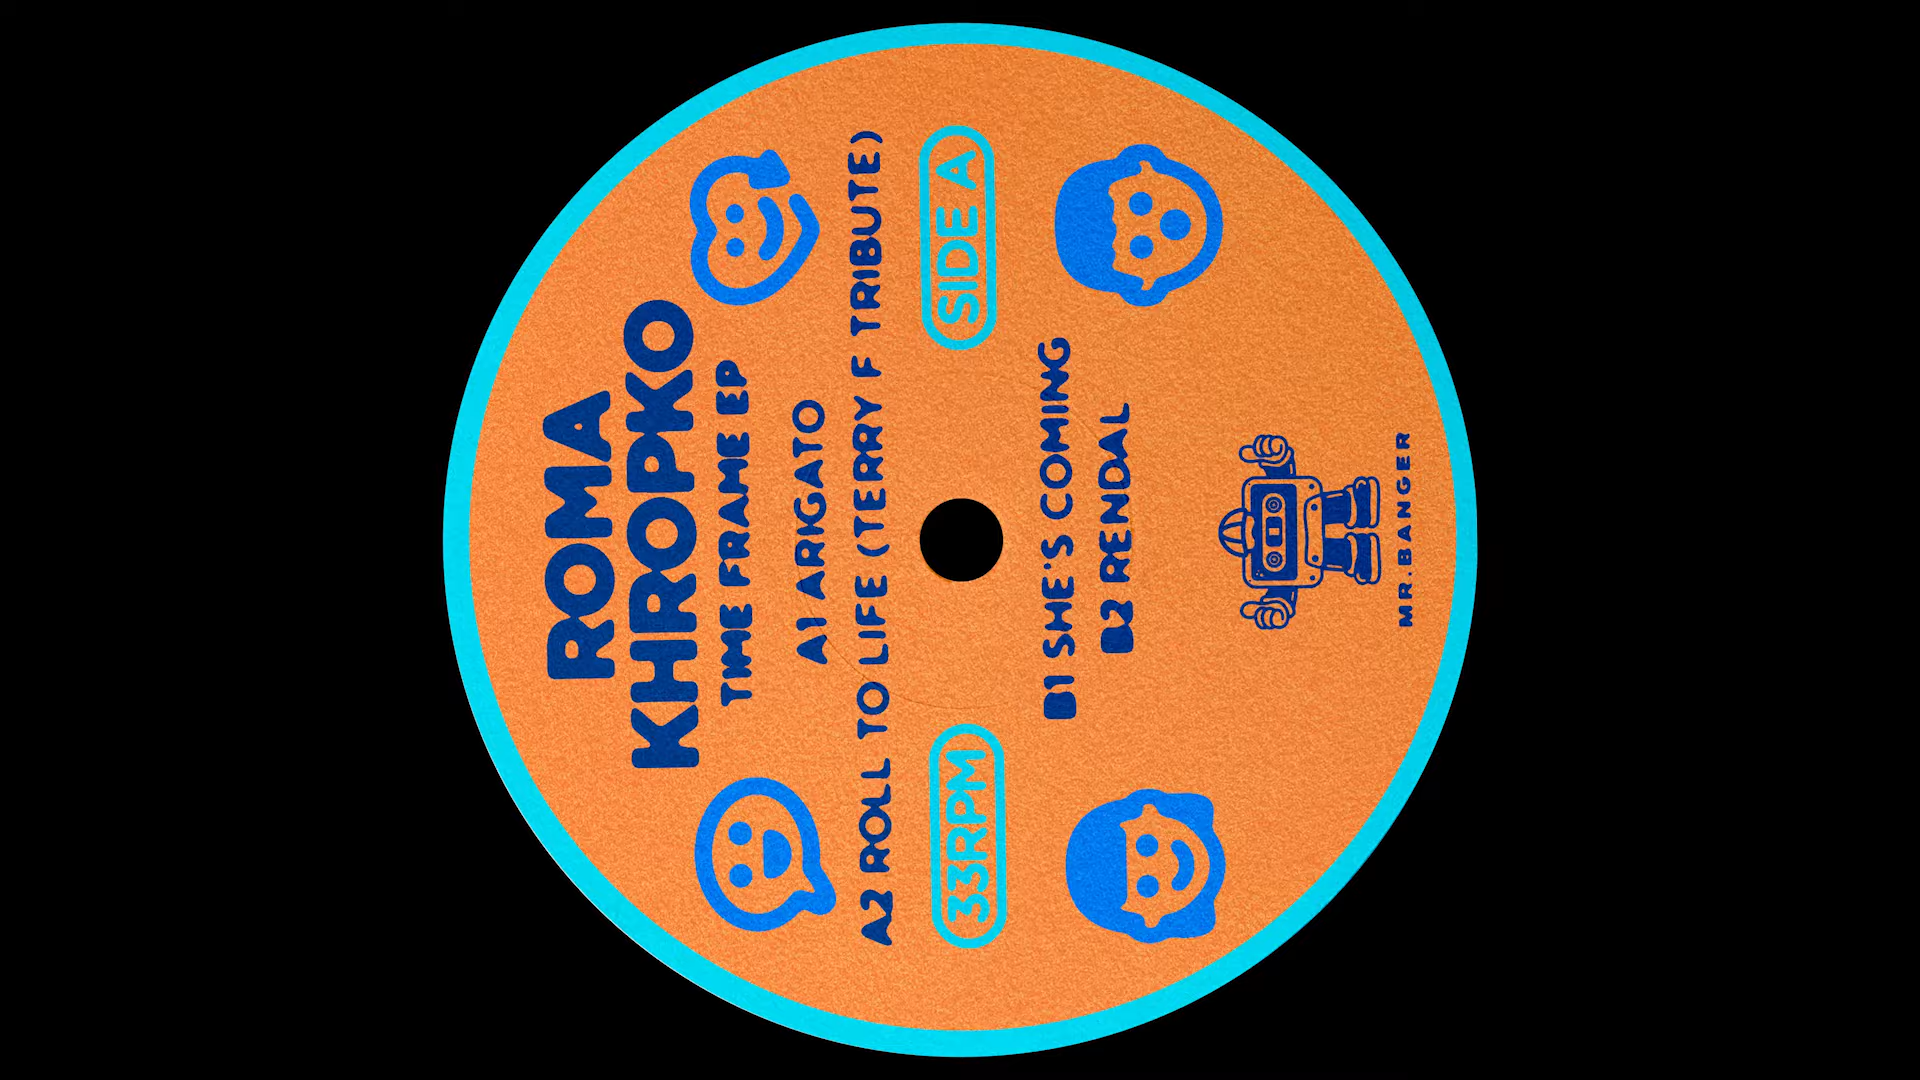 ROMA
KHROPKO
TIME FRAME EP
A1 ARIGATO
A2 ROLL TO LIFE (TERRY F TRIBUTE)
33RPM
SIDE A
B1 SHE'S COMING
B2 RENDAL
MR.BANGER